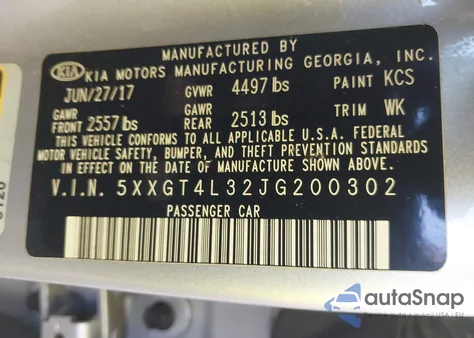 MANUFACTURED BY
KIA KIA MOTORS MANUFACTURING GEORGIA, INC.
JUN/27/17 GVWR 4497 lbs PAINT KCS
GAWR FRONT 2557 lbs GAWR REAR 2513 lbs TRIM WK
THIS VEHICLE CONFORMS TO ALL APPLICABLE U.S.A. FEDERAL
MOTOR VEHICLE SAFETY, BUMPER, AND THEFT PREVENTION STANDARDS
IN EFFECT ON THE DATE OF MANUFACTURE SHOWN ABOVE.
V.I.N. 5XXGT4L32JG200302
PASSENGER CAR
autoSnap